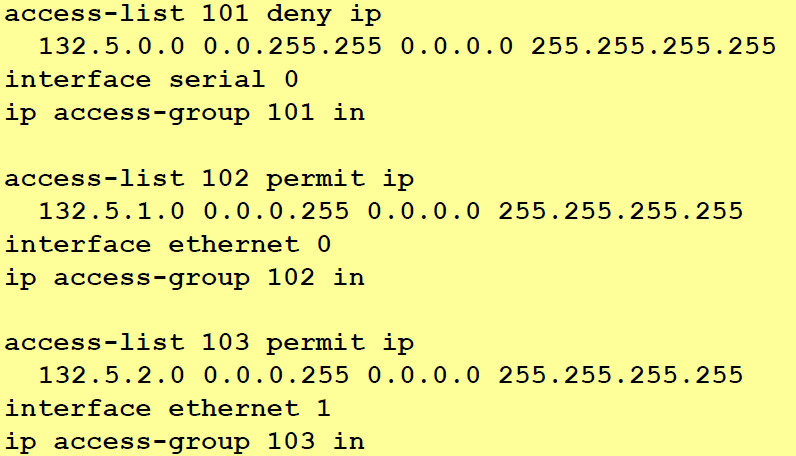 access-list 101 deny ip
132.5.0.0 0.0.255.255 0.0.0.0 255.255.255.255
interface serial 0
ip access-group 101 in
access-list 102 permit ip
132.5.1.0 0.0.0.255 0.0.0.0 255.255.255.255
interface ethernet 0
ip access-group 102 in
access-list 103 permit ip
132.5.2.0 0.0.0.255 0.0.0.0 255.255.255.255
interface ethernet 1
ip access-group 103 in